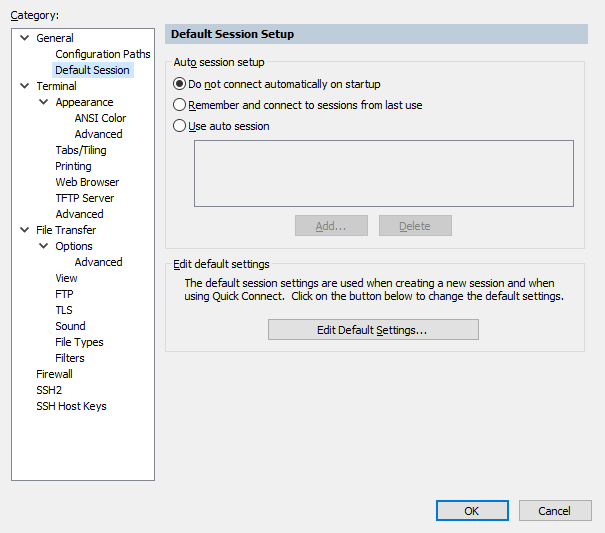 Category:
General
Configuration Paths
Default Session
Terminal
Appearance
ANSI Color
Advanced
Tabs/Tiling
Printing
Web Browser
TFTP Server
Advanced
File Transfer
Options
Advanced
View
FTP
TLS
Sound
File Types
Filters
Firewall
SSH2
SSH Host Keys
Default Session Setup
Auto session setup
Do not connect automatically on startup
Remember and connect to sessions from last use
Use auto session
Add... Delete
Edit default settings
The default session settings are used when creating a new session and when
using Quick Connect. Click on the button below to change the default settings.
Edit Default Settings...
OK Cancel